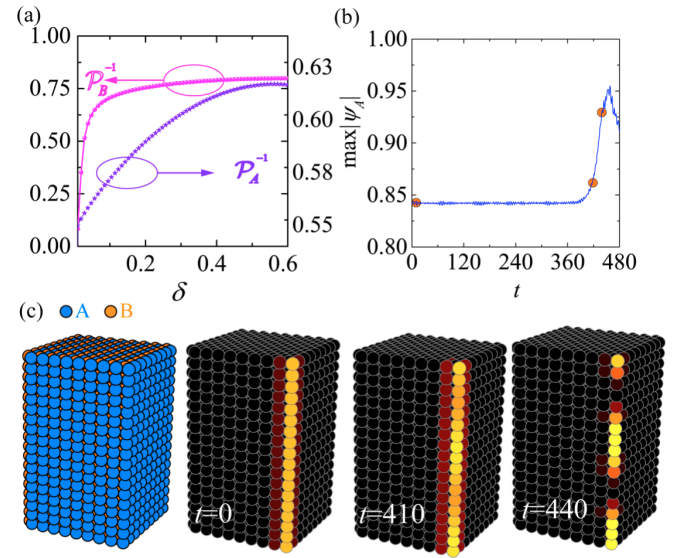 (a)
(b)
1.00
0.75
0.50
0.25
0.00
𝒫_B^-1
𝒫_A^-1
0.63
0.60
0.58
0.55
0.2
0.4
0.6
δ
max|ψ_A|
1.00
0.95
0.90
0.85
0.80
0
120
240
360
480
t
(c)
A
B
t=0
t=410
t=440